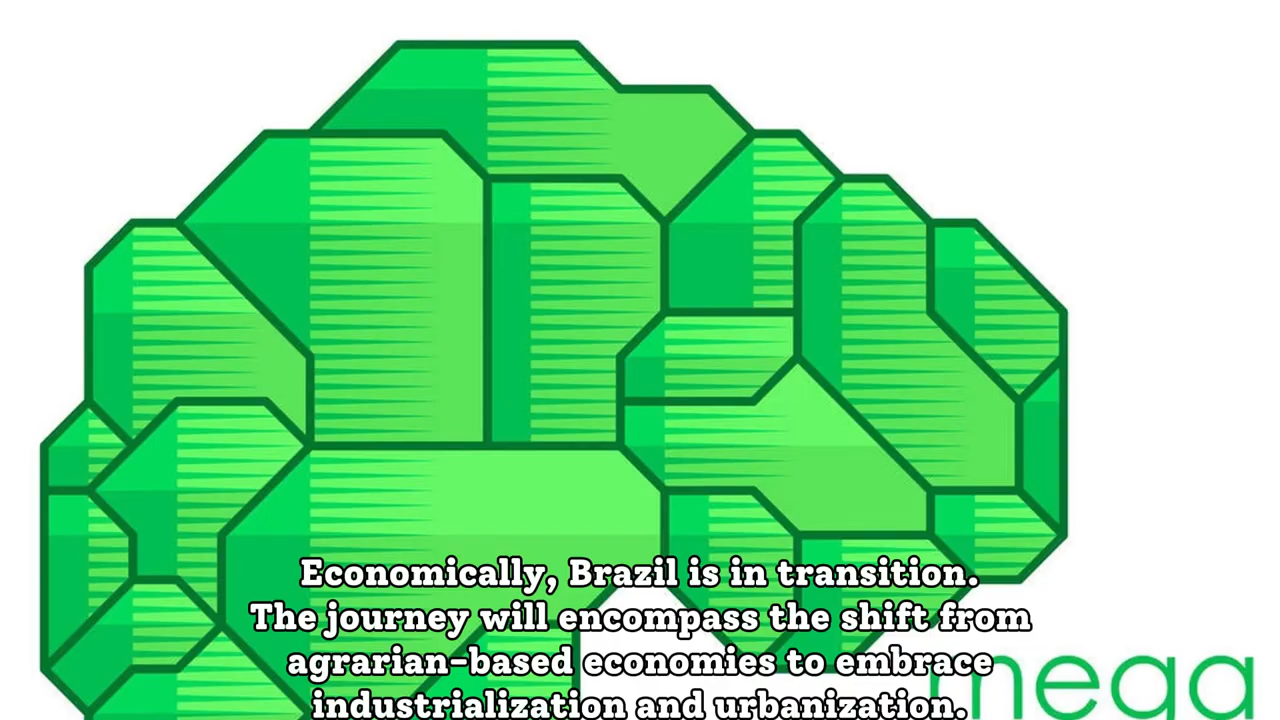 Economically, Brazil is in transition.
The journey will encompass the shift from
agrarian-based economies to embrace
industrialization and urbanization.